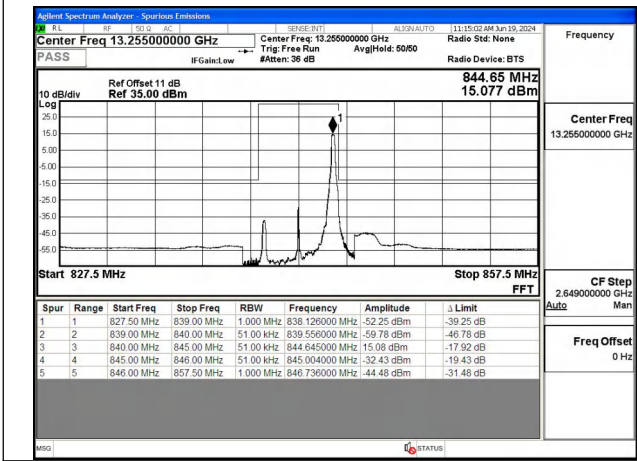 Agilent Spectrum Analyzer - Spurious Emissions
RL RF 50 Ω AC SENSE:INT ALIGN AUTO 11:15:02 AM Jun 19, 2024
Center Freq 13.255000000 GHz
Center Freq: 13.255000000 GHz
Radio Std: None
Trig: Free Run Avg|Hold: 50/50
PASS
IFGain:Low
#Atten: 36 dB
Radio Device: BTS
Ref Offset 11 dB
844.65 MHz
10 dB/div Ref 35.00 dBm
15.077 dBm
Log
25.0
1
15.0
5.00
-5.00
-15.0
-25.0
-35.0
-45.0
-55.0
Start 827.5 MHz
Stop 857.5 MHz
FFT
Spur Range Start Freq Stop Freq RBW Frequency Amplitude Δ Limit
1 1 827.50 MHz 839.00 MHz 1.000 MHz 838.126000 MHz -52.25 dBm -39.25 dB
2 2 839.00 MHz 840.00 MHz 51.00 kHz 839.556000 MHz -59.78 dBm -46.78 dB
3 3 840.00 MHz 845.00 MHz 51.00 kHz 844.645000 MHz 15.08 dBm -17.92 dB
4 4 845.00 MHz 846.00 MHz 51.00 kHz 845.004000 MHz -32.43 dBm -19.43 dB
5 5 846.00 MHz 857.50 MHz 1.000 MHz 846.736000 MHz -44.48 dBm -31.48 dB
MSG
STATUS
Frequency
Center Freq
13.255000000 GHz
CF Step
2.649000000 GHz
Auto Man
Freq Offset
0 Hz